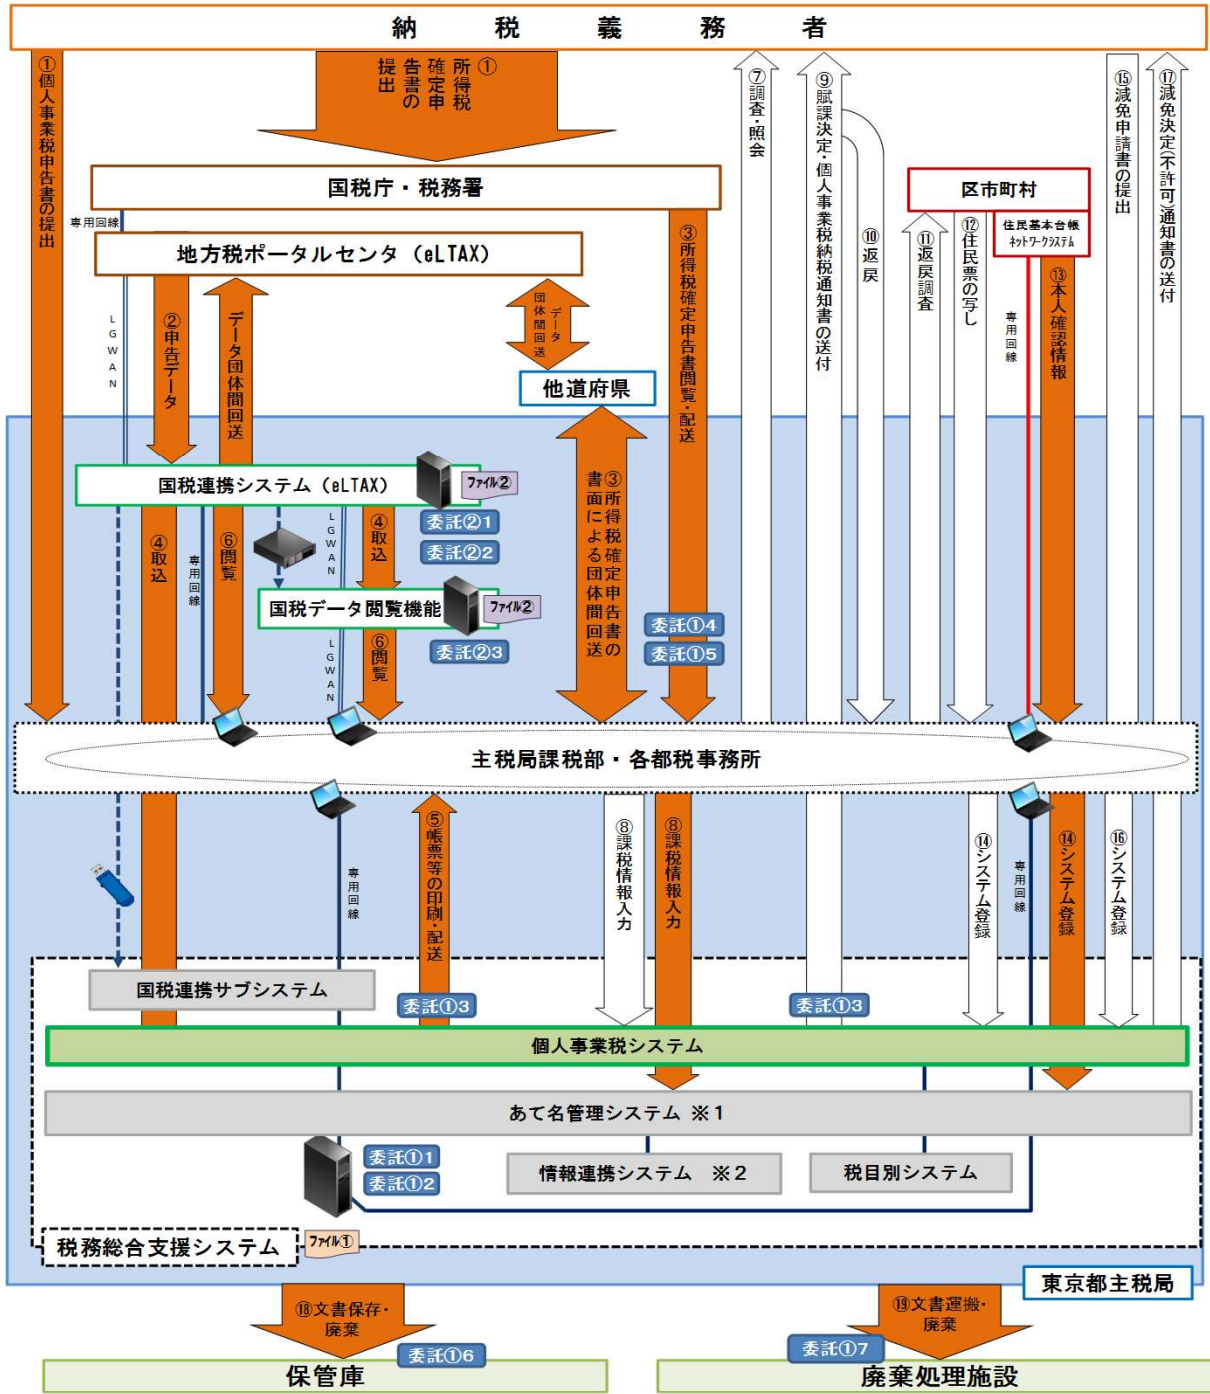 納税義務者
①個人事業税申告書の提出
①所得税
確定申
告書の
提出
⑦調査・照会
⑨賦課決定・個人事業税納税通知書の送付
⑩返戻
⑮減免申請書の提出
⑰減免決定(不許可)通知書の送付
国税庁・税務署
区市町村
住民基本台帳
ネットワークシステム
専用回線
地方税ポータルセンタ（eLTAX）
LGWAN
②申告データ
データ団体間回送
データ
団体間回送
③所得税確定申告書閲覧・配送
⑪返戻調査
⑫住民票の写し
専用回線
⑬本人確認情報
他道府県
③所得税確定申告書の
書面による団体間回送
国税連携システム（eLTAX）
ファイル②
委託②1
委託②2
④取込
専用回線
⑥閲覧
LGWAN
④取込
国税データ閲覧機能
ファイル②
委託②3
LGWAN
⑥閲覧
委託①4
委託①5
主税局課税部・各都税事務所
専用回線
⑤帳票等の印刷・配送
⑧課税情報入力
⑧課税情報入力
⑭システム登録
専用回線
⑭システム登録
⑯システム登録
国税連携サブシステム
委託①3
委託①3
個人事業税システム
あて名管理システム ※1
委託①1
委託①2
情報連携システム ※2
税目別システム
税務総合支援システム
ファイル①
東京都主税局
⑱文書保存・
廃棄
⑲文書運搬・
廃棄
委託①6
委託①7
保管庫
廃棄処理施設